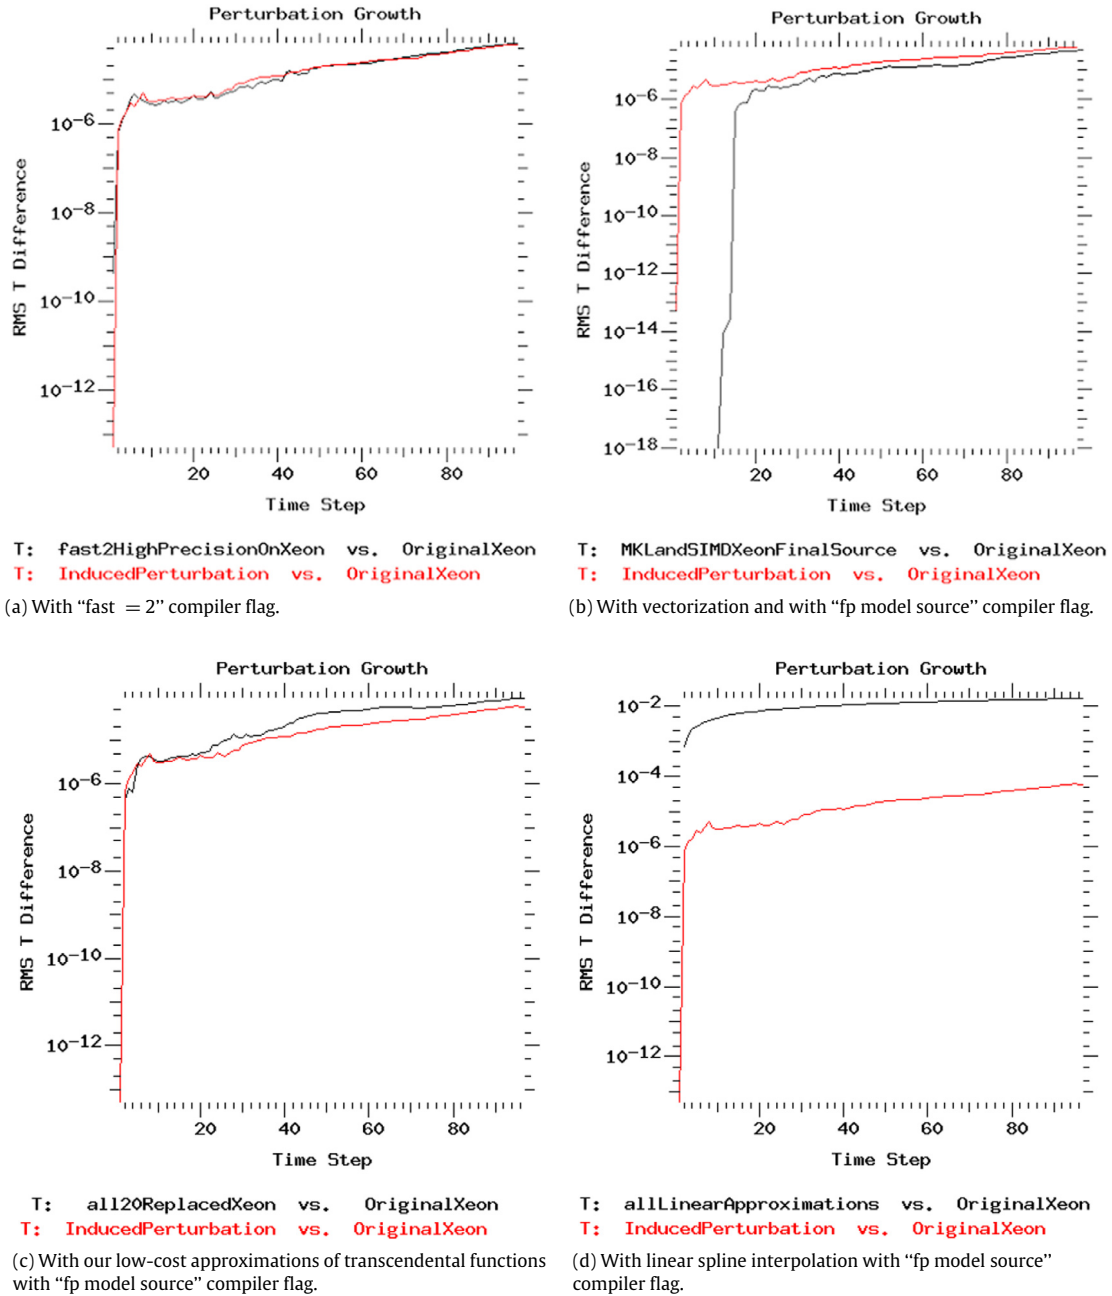 Perturbation Growth
10−6
10−8
10−10
10−12
RMS T Difference
20 40 60 80
Time Step
T: fast2HighPrecisionOnXeon vs. OriginalXeon
T: InducedPerturbation vs. OriginalXeon
(a) With “fast = 2” compiler flag.
Perturbation Growth
10−6
10−8
10−10
10−12
10−14
10−16
10−18
RMS T Difference
20 40 60 80
Time Step
T: MKLandSIMDXeonFinalSource vs. OriginalXeon
T: InducedPerturbation vs. OriginalXeon
(b) With vectorization and with “fp model source” compiler flag.
Perturbation Growth
10−6
10−8
10−10
10−12
RMS T Difference
20 40 60 80
Time Step
T: all20ReplacedXeon vs. OriginalXeon
T: InducedPerturbation vs. OriginalXeon
(c) With our low-cost approximations of transcendental functions
with “fp model source” compiler flag.
Perturbation Growth
10−2
10−4
10−6
10−8
10−10
10−12
RMS T Difference
20 40 60 80
Time Step
T: allLinearApproximations vs. OriginalXeon
T: InducedPerturbation vs. OriginalXeon
(d) With linear spline interpolation with “fp model source”
compiler flag.